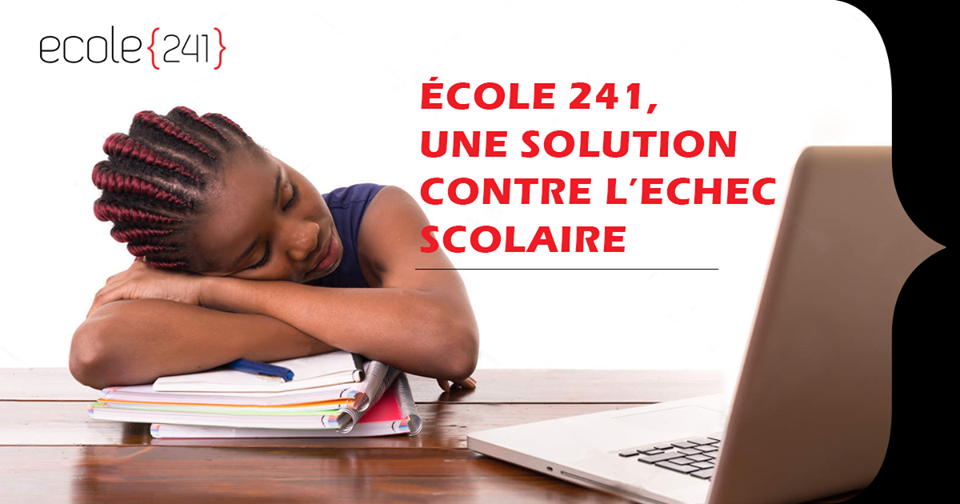 ecole{241}
ÉCOLE 241,
UNE SOLUTION
CONTRE L’ECHEC
SCOLAIRE